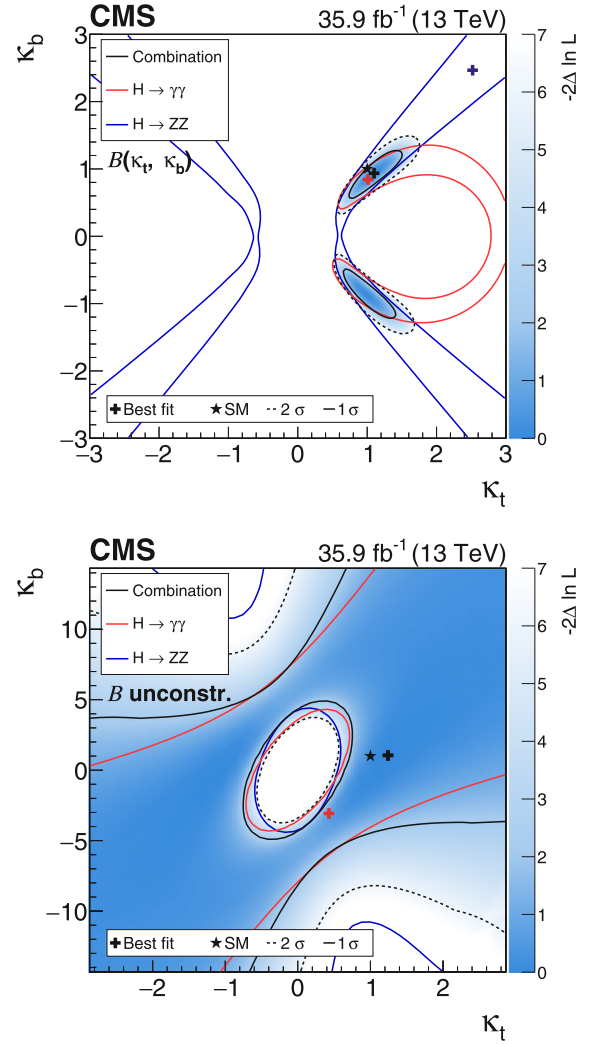 CMS 35.9 fb-1 (13 TeV)
κb
3
2
1
0
−1
−2
−3
Combination
H → γγ
H → ZZ
B(κt, κb)
Best fit ★SM 2 σ 1 σ
−3 −2 −1 0 1 2 3
κt
7
6
5
4
3
2
1
0
-2Δ ln L
CMS 35.9 fb-1 (13 TeV)
κb
10
5
0
−5
−10
Combination
H → γγ
H → ZZ
B unconstr.
Best fit ★SM 2 σ 1 σ
−2 −1 0 1 2
κt
7
6
5
4
3
2
1
0
-2Δ ln L